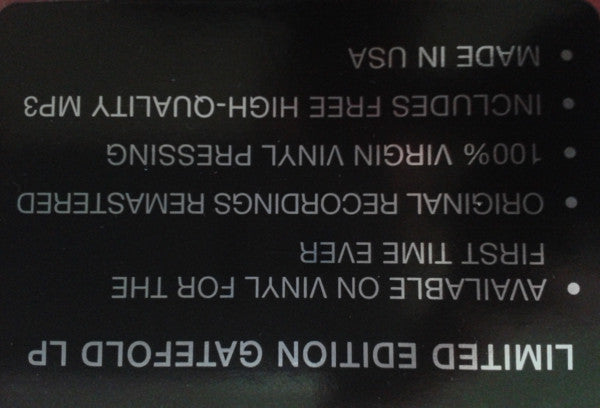 LIMITED EDITION GATEFOLD LP
• AVAILABLE ON VINYL FOR THE
FIRST TIME EVER
• ORIGINAL RECORDINGS REMASTERED
• 100% VIRGIN VINYL PRESSING
• INCLUDES FREE HIGH-QUALITY MP3
• MADE IN USA